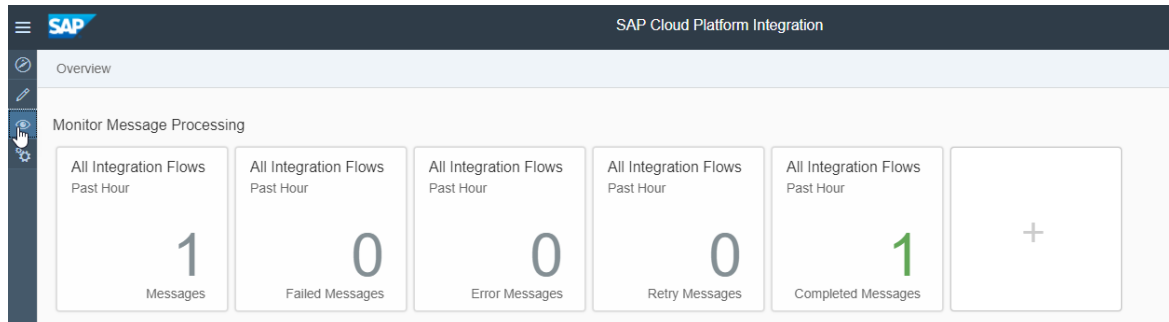 SAP
SAP Cloud Platform Integration
Overview
Monitor Message Processing
All Integration Flows
Past Hour
1
Messages
All Integration Flows
Past Hour
0
Failed Messages
All Integration Flows
Past Hour
0
Error Messages
All Integration Flows
Past Hour
0
Retry Messages
All Integration Flows
Past Hour
1
Completed Messages
+